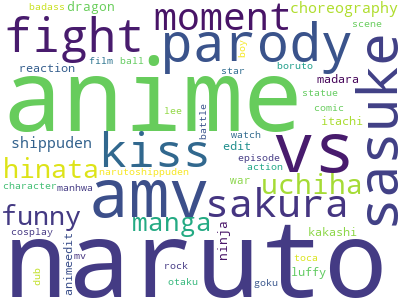 badass
dragon
moment
choreography
fight
parody
scene
reaction
film
ball
star
boy
boruto
madara
anime
vs
sasuke
statue
lee
comic
battle
itachi
shippuden
kiss
watch
edit
hinata
narutoshippuden
episode
action
character
manhwa
amv
war
uchiha
sakura
funny
manga
ninja
kakashi
cosplay
animeedit
naruto
dub
mv
rock
otaku
goku
luffy
toca